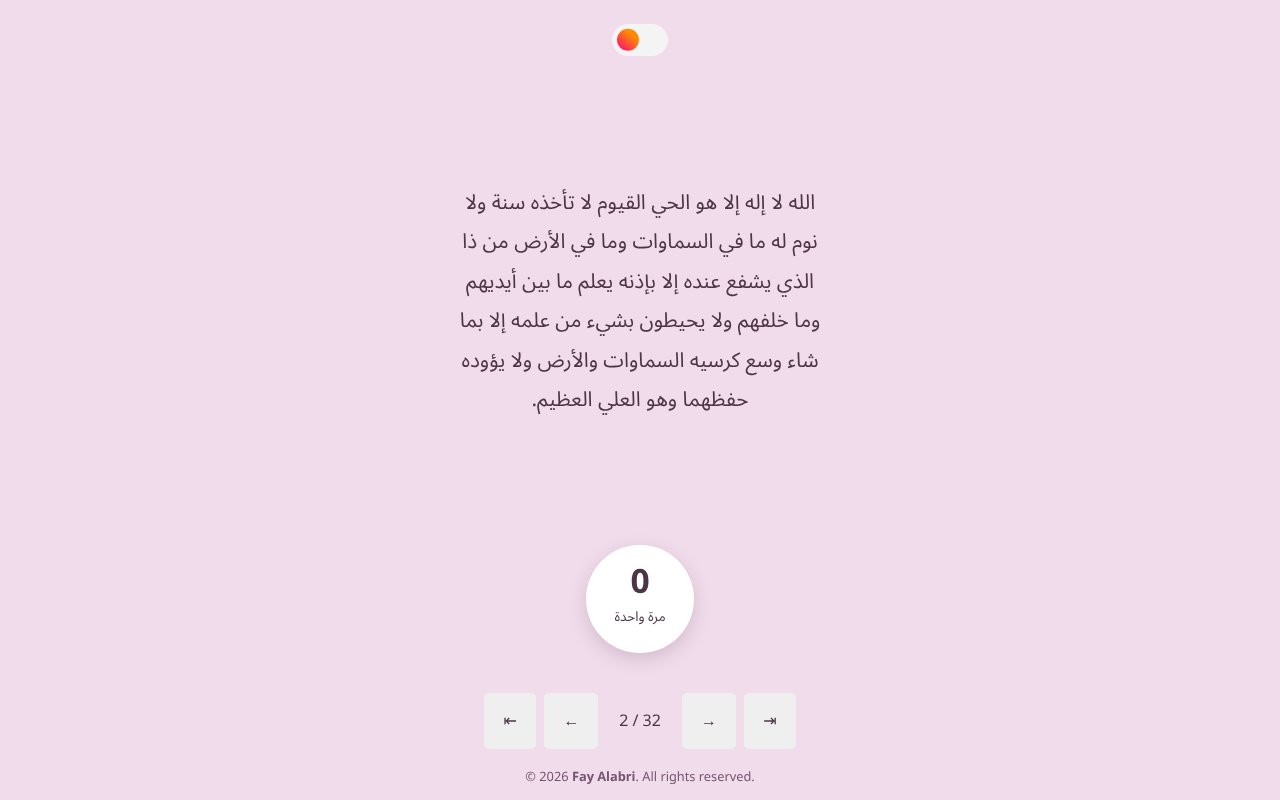 الله لا إله إلا هو الحي القيوم لا تأخذه سنة ولا
نوم له ما في السماوات وما في الأرض من ذا
الذي يشفع عنده إلا بإذنه يعلم ما بين أيديهم
وما خلفهم ولا يحيطون بشيء من علمه إلا بما
شاء وسع كرسيه السماوات والأرض ولا يؤوده
حفظهما وهو العلي العظيم.
0
مرة واحدة
⇤ ← 2 / 32 → ⇥
© 2026 Fay Alabri. All rights reserved.